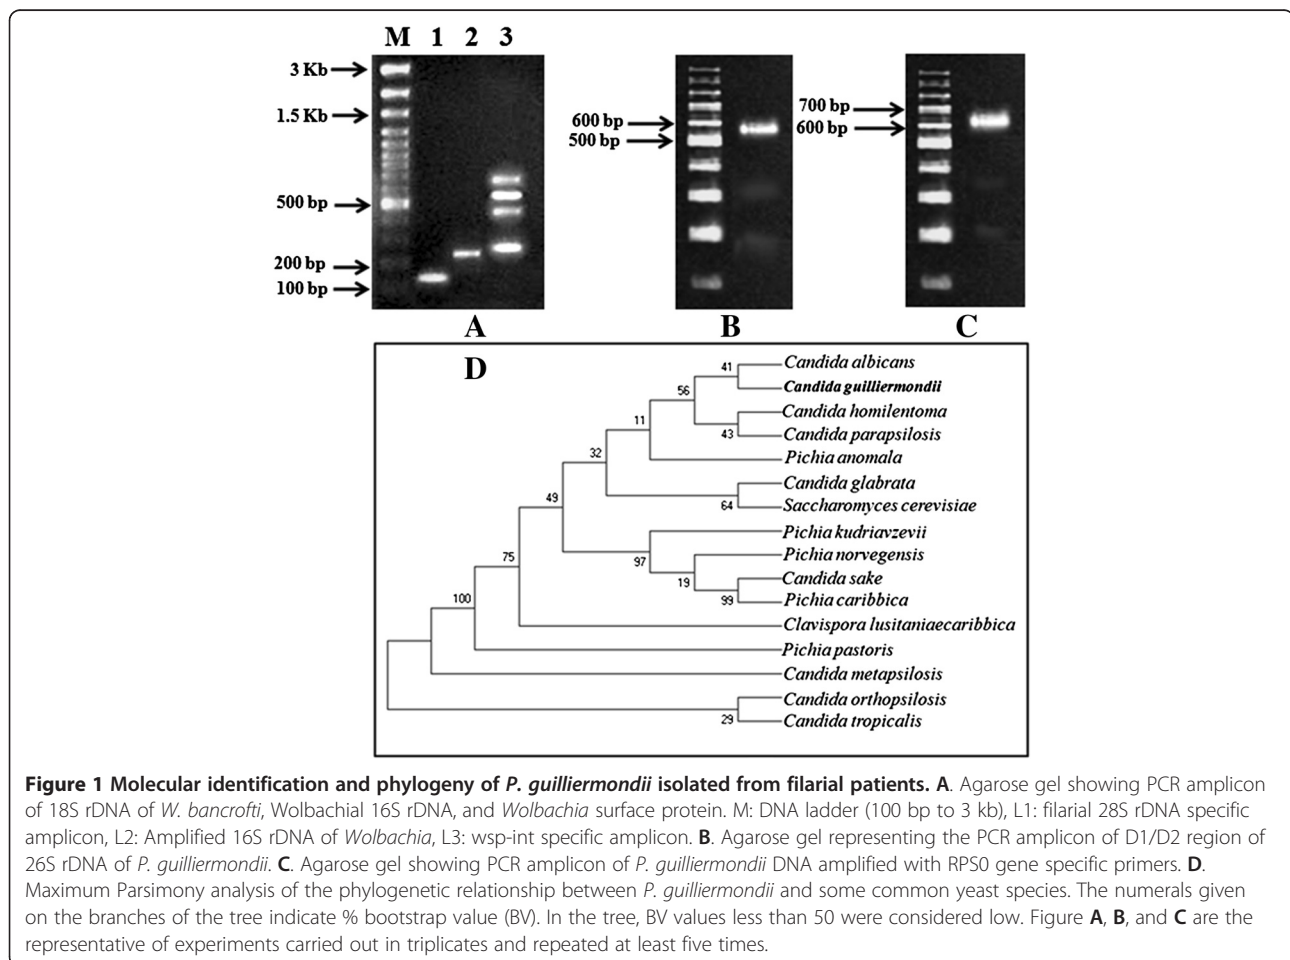 M 1 2 3
3 Kb
1.5 Kb
500 bp
200 bp
100 bp
A
600 bp
500 bp
B
700 bp
600 bp
C
D
41
56
11
43
32
64
49
97
19
99
75
100
29
Candida albicans
Candida guilliermondii
Candida homilentoma
Candida parapsilosis
Pichia anomala
Candida glabrata
Saccharomyces cerevisiae
Pichia kudriavzevii
Pichia norvegensis
Candida sake
Pichia caribbica
Clavispora lusitaniaecaribbica
Pichia pastoris
Candida metapsilosis
Candida orthopsilosis
Candida tropicalis
Figure 1 Molecular identification and phylogeny of P. guilliermondii isolated from filarial patients. A. Agarose gel showing PCR amplicon
of 18S rDNA of W. bancrofti, Wolbachial 16S rDNA, and Wolbachia surface protein. M: DNA ladder (100 bp to 3 kb), L1: filarial 28S rDNA specific
amplicon, L2: Amplified 16S rDNA of Wolbachia, L3: wsp-int specific amplicon. B. Agarose gel representing the PCR amplicon of D1/D2 region of
26S rDNA of P. guilliermondii. C. Agarose gel showing PCR amplicon of P. guilliermondii DNA amplified with RPS0 gene specific primers. D.
Maximum Parsimony analysis of the phylogenetic relationship between P. guilliermondii and some common yeast species. The numerals given
on the branches of the tree indicate % bootstrap value (BV). In the tree, BV values less than 50 were considered low. Figure A, B, and C are the
representative of experiments carried out in triplicates and repeated at least five times.